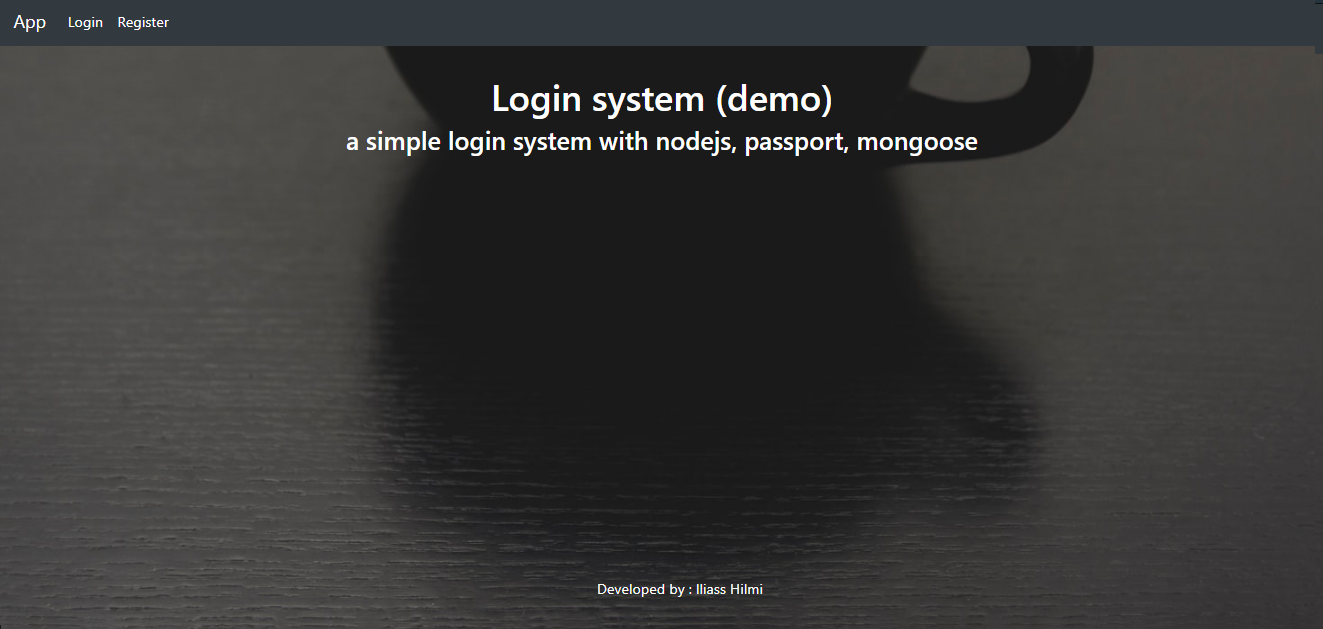 App Login Register
Login system (demo)
a simple login system with nodejs, passport, mongoose
Developed by : Iliass Hilmi